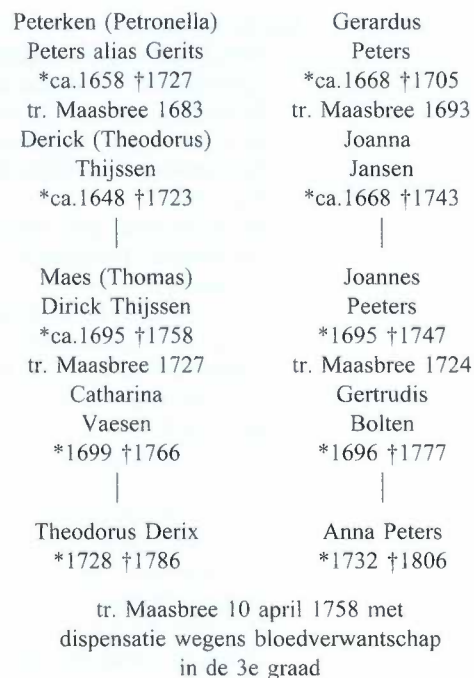 Peterken (Petronella)
Peters alias Gerits
*ca.1658 †1727
tr. Maasbree 1683
Derick (Theodorus)
Thijssen
*ca.1648 †1723
Maes (Thomas)
Dirick Thijssen
*ca.1695 †1758
tr. Maasbree 1727
Catharina
Vaesen
*1699 †1766
Theodorus Derix
*1728 †1786
Gerardus
Peters
*ca.1668 †1705
tr. Maasbree 1693
Joanna
Jansen
*ca.1668 †1743
Joannes
Peeters
*1695 †1747
tr. Maasbree 1724
Gertrudis
Bolten
*1696 †1777
Anna Peters
*1732 †1806
tr. Maasbree 10 april 1758 met
dispensatie wegens bloedverwantschap
in de 3e graad